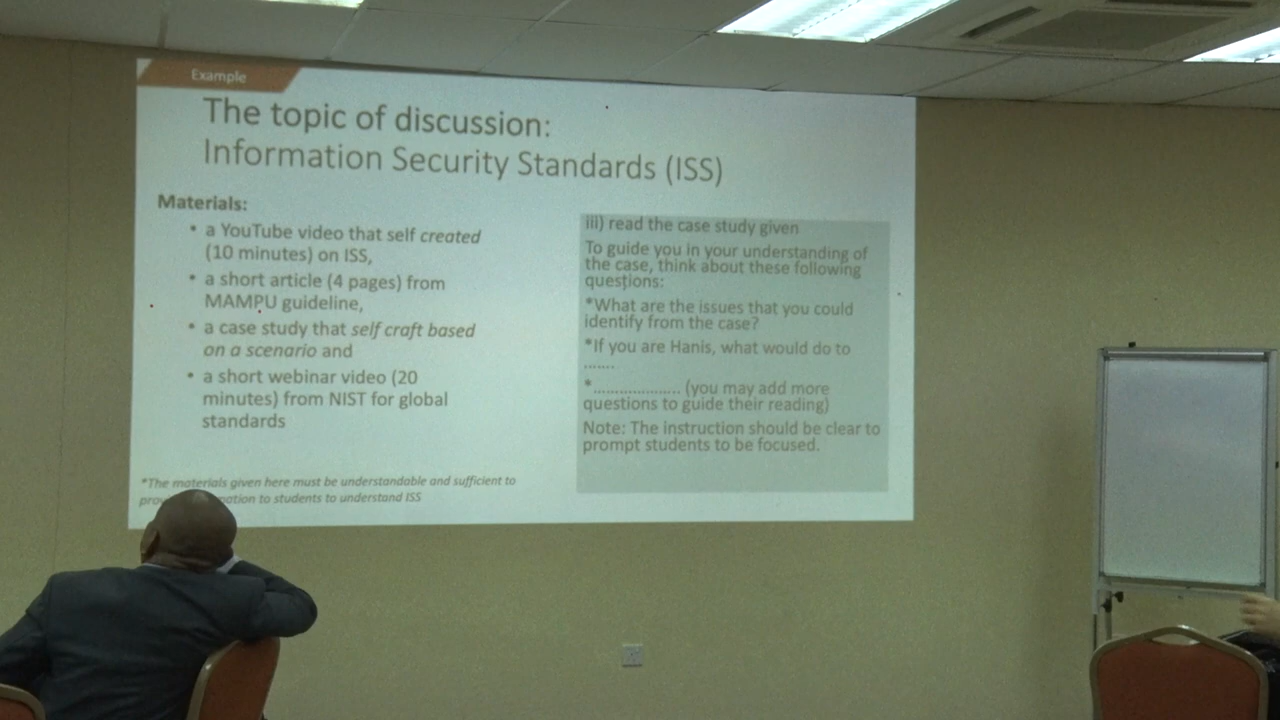 Example
The topic of discussion:
Information Security Standards (ISS)
Materials:
• a YouTube video that self created
(10 minutes) on ISS,
• a short article (4 pages) from
MAMPU guideline,
• a case study that self craft based
on a scenario and
• a short webinar video (20
minutes) from NIST for global
standards
*The materials given here must be understandable and sufficient to
to students to understand ISS
iii) read the case study given
To guide you in your understanding of
the case, think about these following
questions:
*What are the issues that you could
identify from the case?
*If you are Hanis, what would do to
.......
*.................... (you may add more
questions to guide their reading)
Note: The instruction should be clear to
prompt students to be focused.